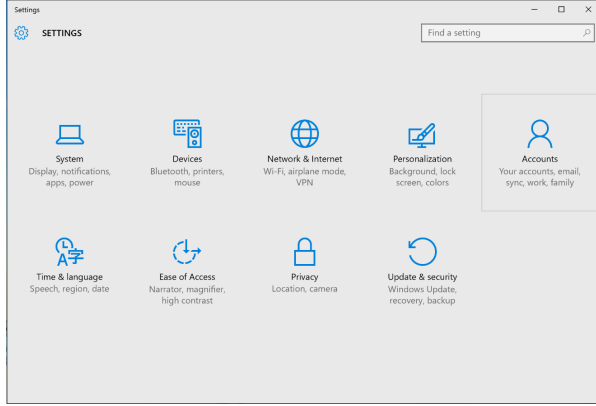 Settings
SETTINGS
Find a setting
System
Display, notifications,
apps, power
Devices
Bluetooth, printers,
mouse
Network & Internet
Wi-Fi, airplane mode,
VPN
Personalization
Background, lock
screen, colors
Accounts
Your accounts, email,
sync, work, family
A字
Time & language
Speech, region, date
Ease of Access
Narrator, magnifier,
high contrast
Privacy
Location, camera
Update & security
Windows Update,
recovery, backup